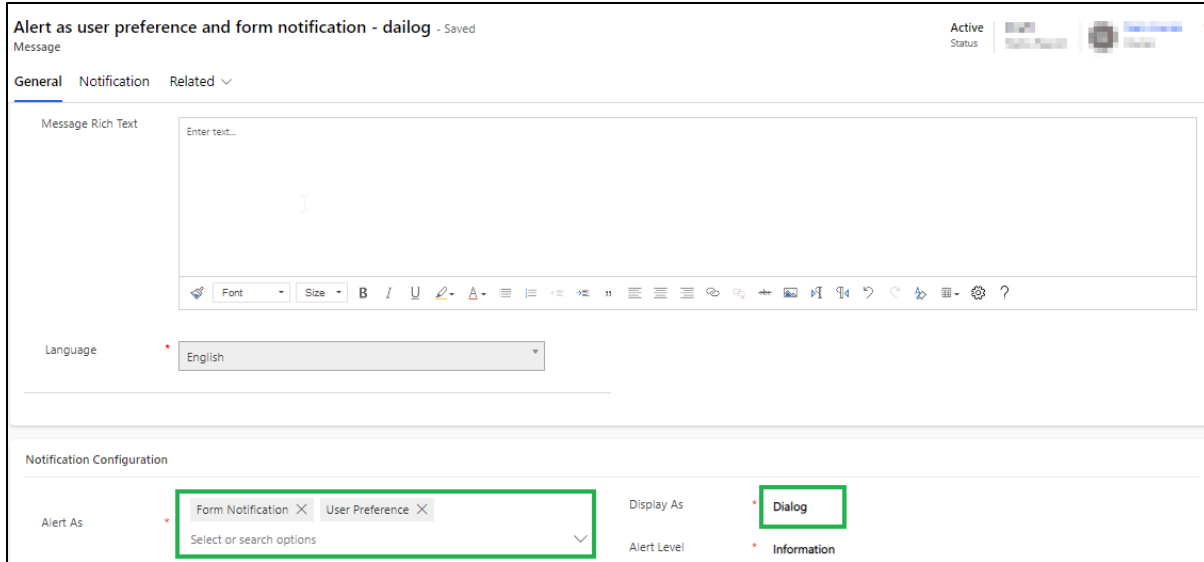 Alert as user preference and form notification - dailog - Saved
Message
Active
Status
General Notification Related
Message Rich Text
Enter text...
Font Size B I U ?
Language * English
Notification Configuration
Alert As * Form Notification User Preference
Select or search options
Display As * Dialog
Alert Level * Information